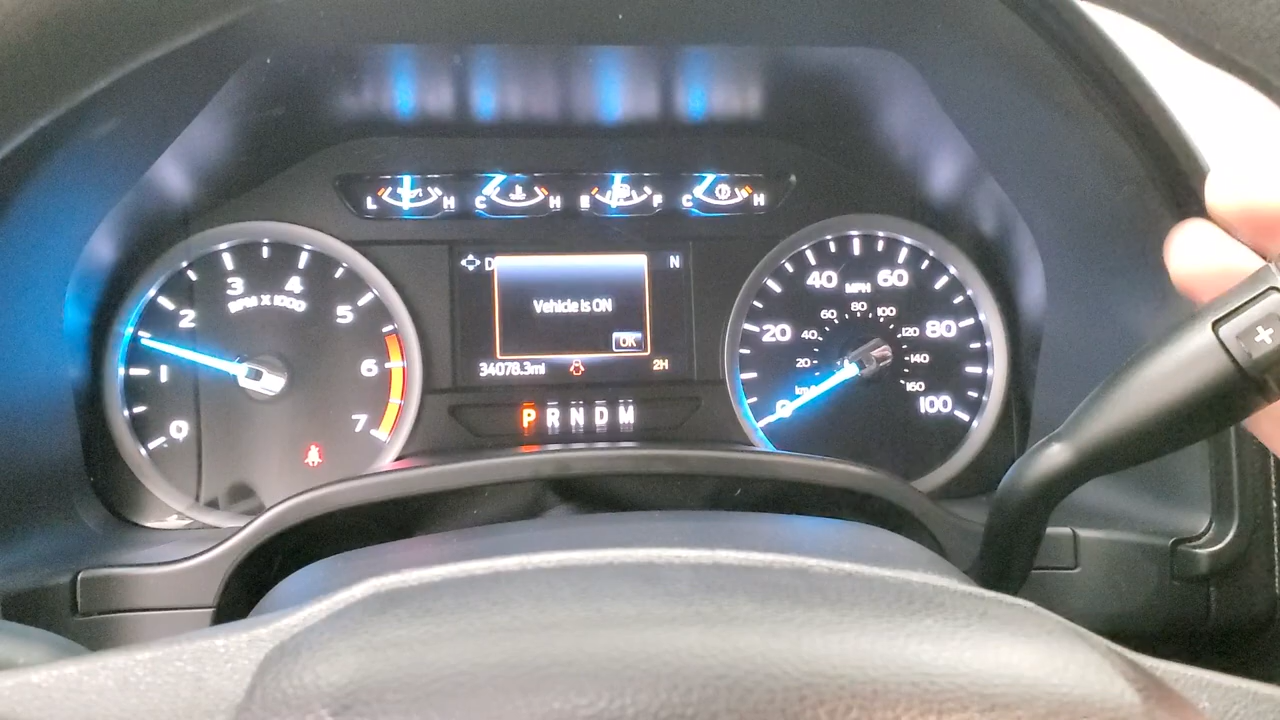 L H C H E F C H
D N
Vehicle is ON
OK
34078.3mi 2H
P R N D M
0 1 2 3 4 5 6 7
RPM X 1000
0 20 40 60 80 100
MPH
20 40 60 80 100 120 140 160
+